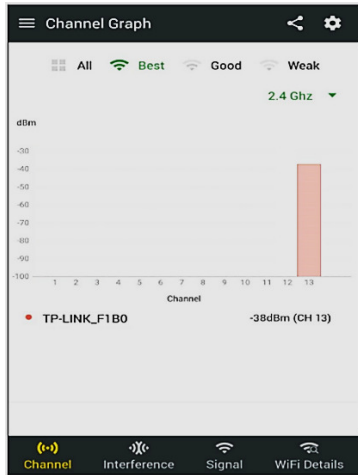 Channel Graph
All Best Good Weak
2.4 Ghz
dBm
-30
-40
-50
-60
-70
-80
-90
-100
1 2 3 4 5 6 7 8 9 10 11 12 13
Channel
TP-LINK_F1B0 -38dBm (CH 13)
Channel Interference Signal WiFi Details